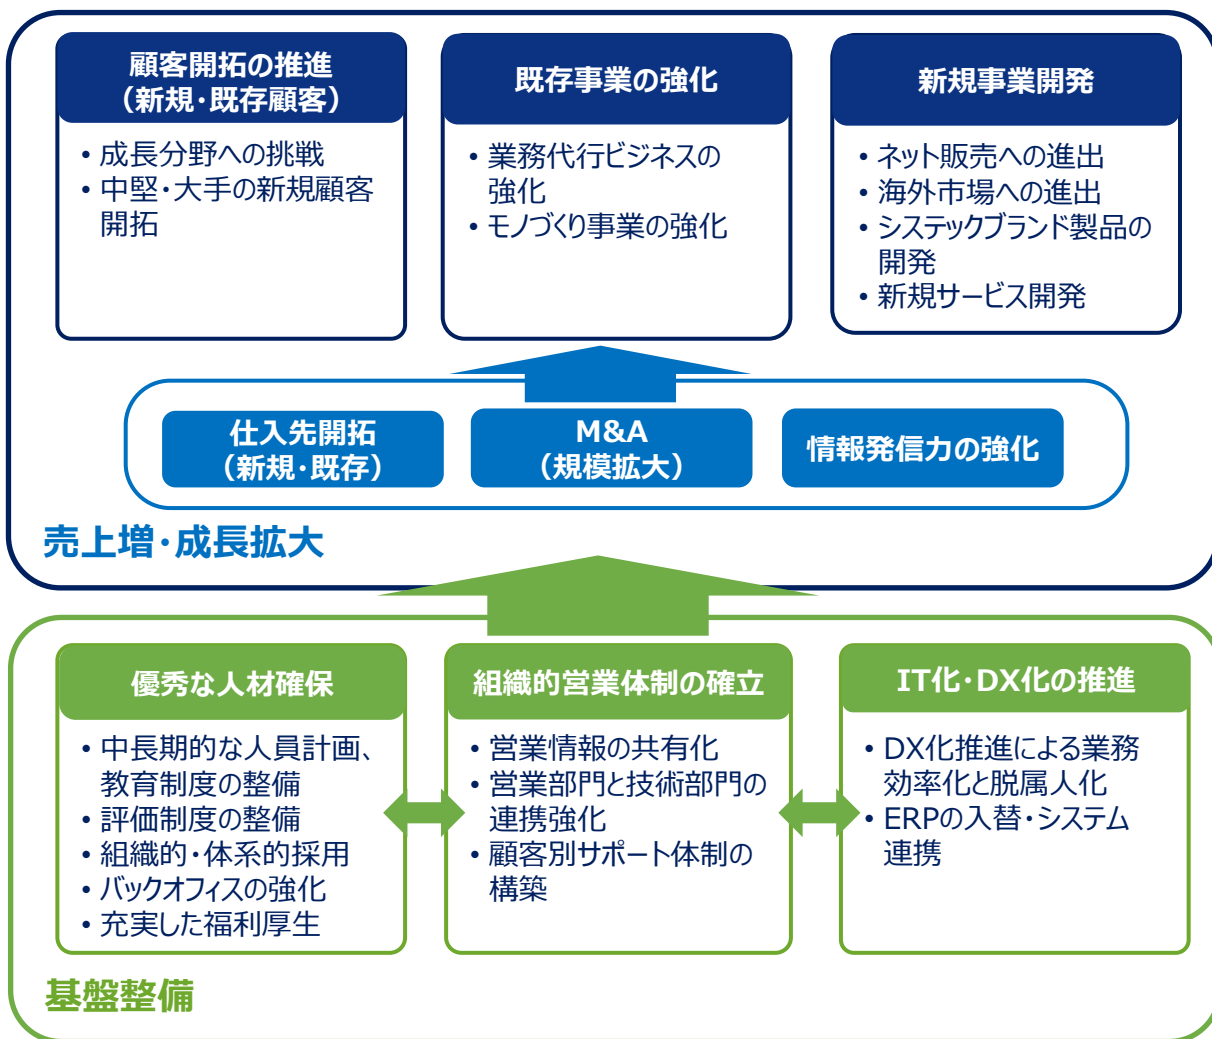 顧客開拓の推進
（新規・既存顧客）
• 成長分野への挑戦
• 中堅・大手の新規顧客
開拓
既存事業の強化
• 業務代行ビジネスの
強化
• モノづくり事業の強化
新規事業開発
• ネット販売への進出
• 海外市場への進出
• システックブランド製品の
開発
• 新規サービス開発
仕入先開拓
（新規・既存）
M&A
（規模拡大）
情報発信力の強化
売上増・成長拡大
優秀な人材確保
• 中長期的な人員計画、
教育制度の整備
• 評価制度の整備
• 組織的・体系的採用
• バックオフィスの強化
• 充実した福利厚生
組織的営業体制の確立
• 営業情報の共有化
• 営業部門と技術部門の
連携強化
• 顧客別サポート体制の
構築
IT化・DX化の推進
• DX化推進による業務
効率化と脱属人化
• ERPの入替・システム
連携
基盤整備